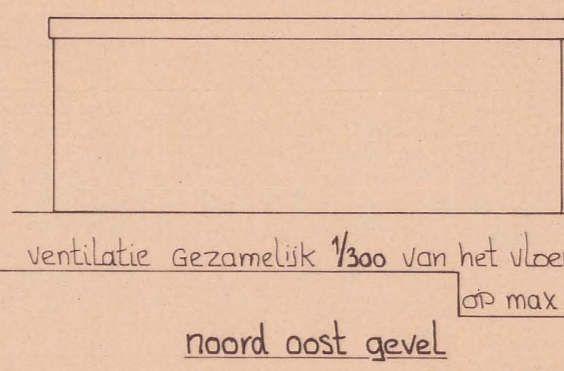 ventilatie Gezamelijk 1/300 van het vloe
op max
noord oost gevel